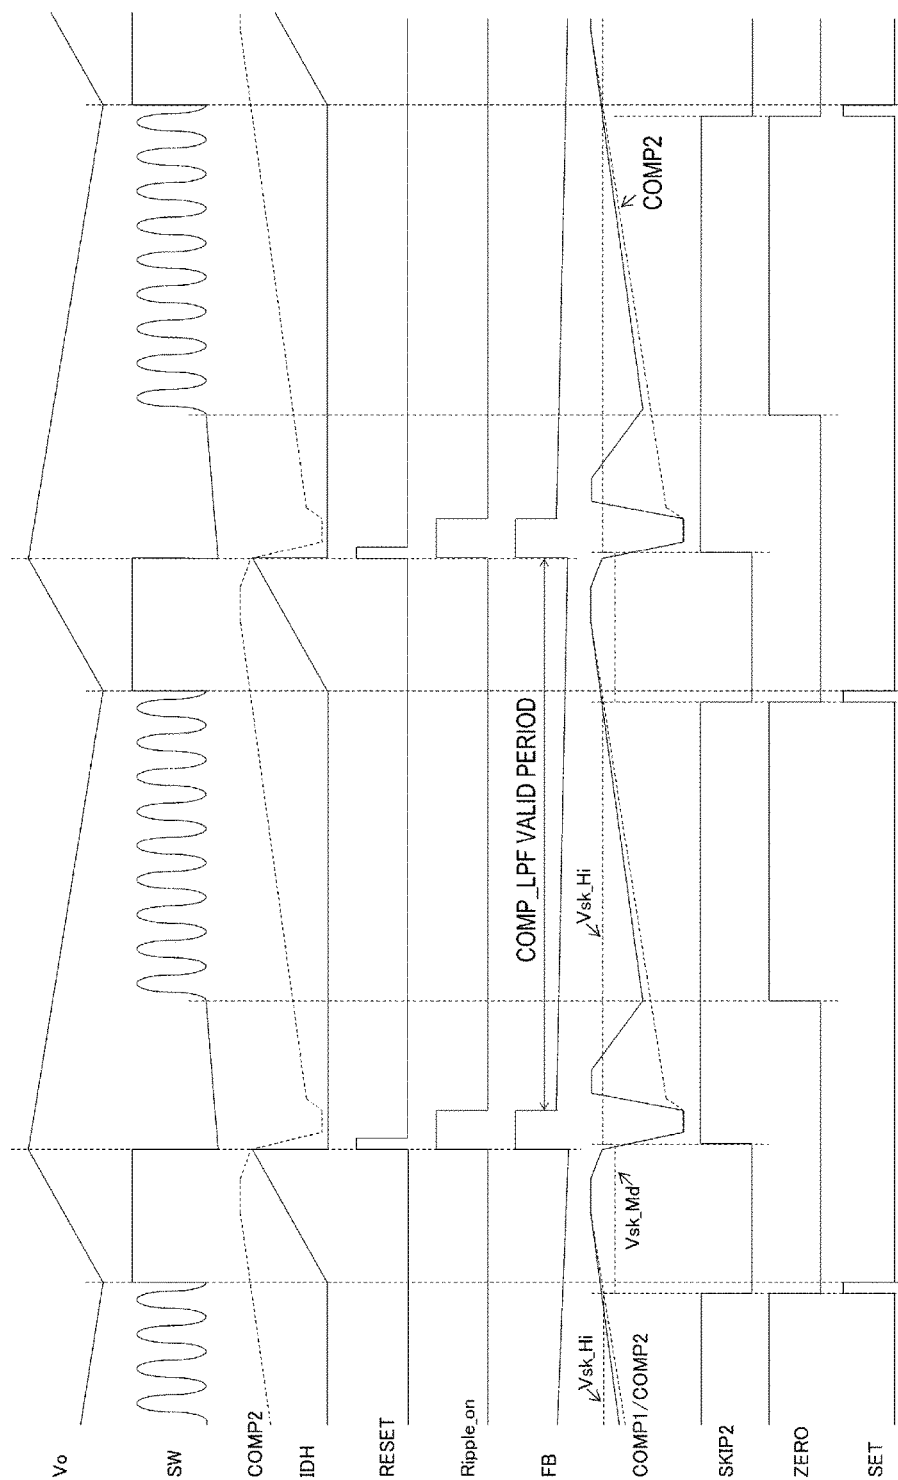 Vo
SW
COMP2
IDH
RESET
Ripple_on
FB
COMP1/COMP2
SKIP2
ZERO
SET
Vsk_Hi
Vsk_Md
Vsk_Hi
COMP_LPF VALID PERIOD
COMP2